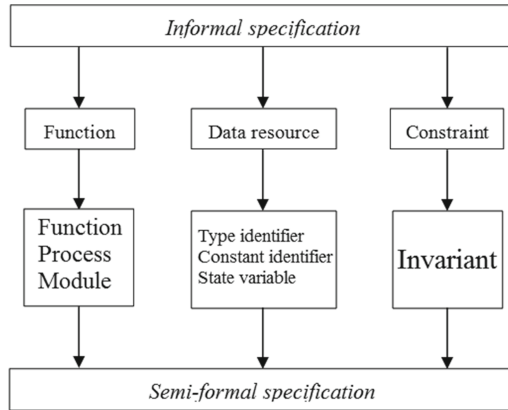 Informal specification
Function
Data resource
Constraint
Function
Process
Module
Type identifier
Constant identifier
State variable
Invariant
Semi-formal specification